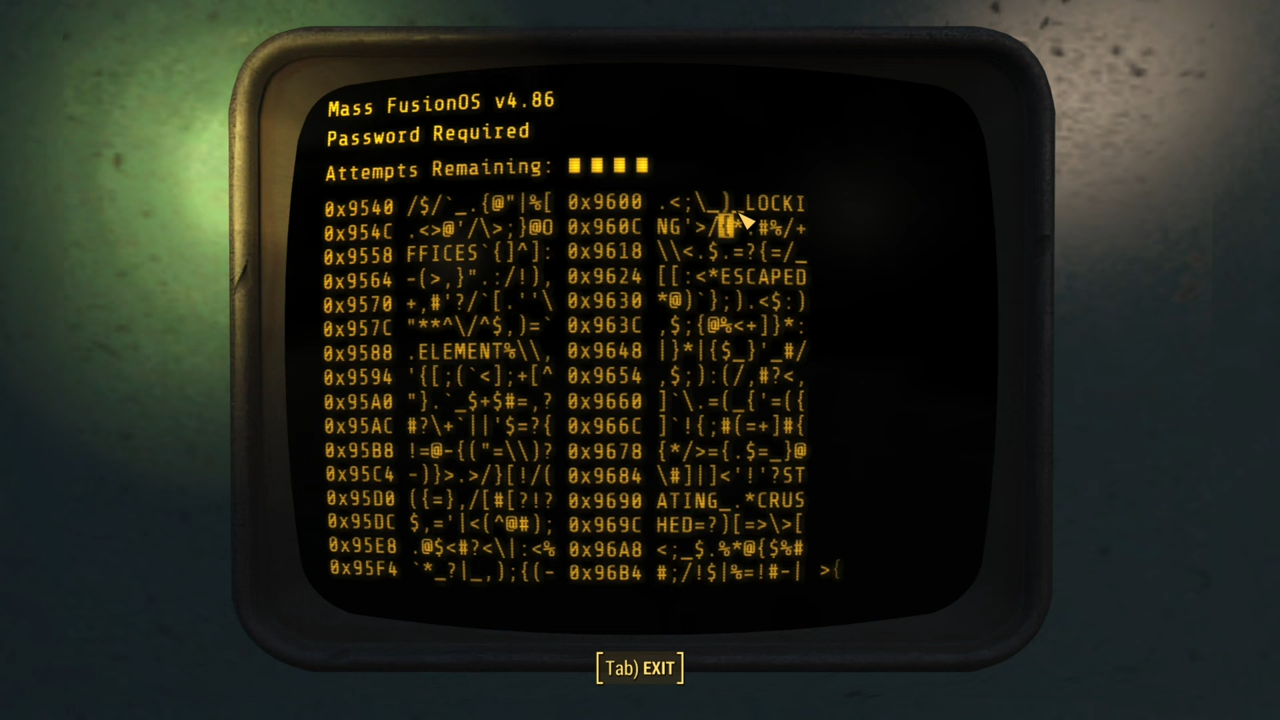 Mass FusionOS v4.86
Password Required
Attempts Remaining: ■ ■ ■ ■
0x9540 /$/`_.{@"|%[ 0x9600 .<;\_)_LOCKI
0x954C .<>@'/\>;}@O 0x960C NG'>/{*.#%/+
0x9558 FFICES`{]^]: 0x9618 \\<.$.=?{=/_
0x9564 -(>,}".:/!), 0x9624 [[:<*ESCAPED
0x9570 +,#'?/`[.''\ 0x9630 *@)`};).<$:)
0x957C "**^\/^$,)=` 0x963C ,$;{@%<+]}*:
0x9588 .ELEMENT%\\, 0x9648 |}*|{$_}'_#/
0x9594 '{[;(`<];+[^ 0x9654 ,$;):(/,#?<,
0x95A0 "}.`_$+$#=,? 0x9660 ]`\.=(_{'=({
0x95AC #?\+`||'$=?{ 0x966C ]`!{;#(=+]#{
0x95B8 !=@-{("=\\)? 0x9678 {*/>={.$=_}@
0x95C4 -)}>.>/}[!/( 0x9684 \#]|]<'!'?ST
0x95D0 ({=},/[#[?!? 0x9690 ATING_.*CRUS
0x95DC $,='|<(^@#); 0x969C HED=?)[=>\>[
0x95E8 .@$<#?<\|:<% 0x96A8 <;_$.%*@{$%#
0x95F4 `*_?|_,);{(- 0x96B4 #;/!$|%=!#-| >{
[Tab) EXIT]